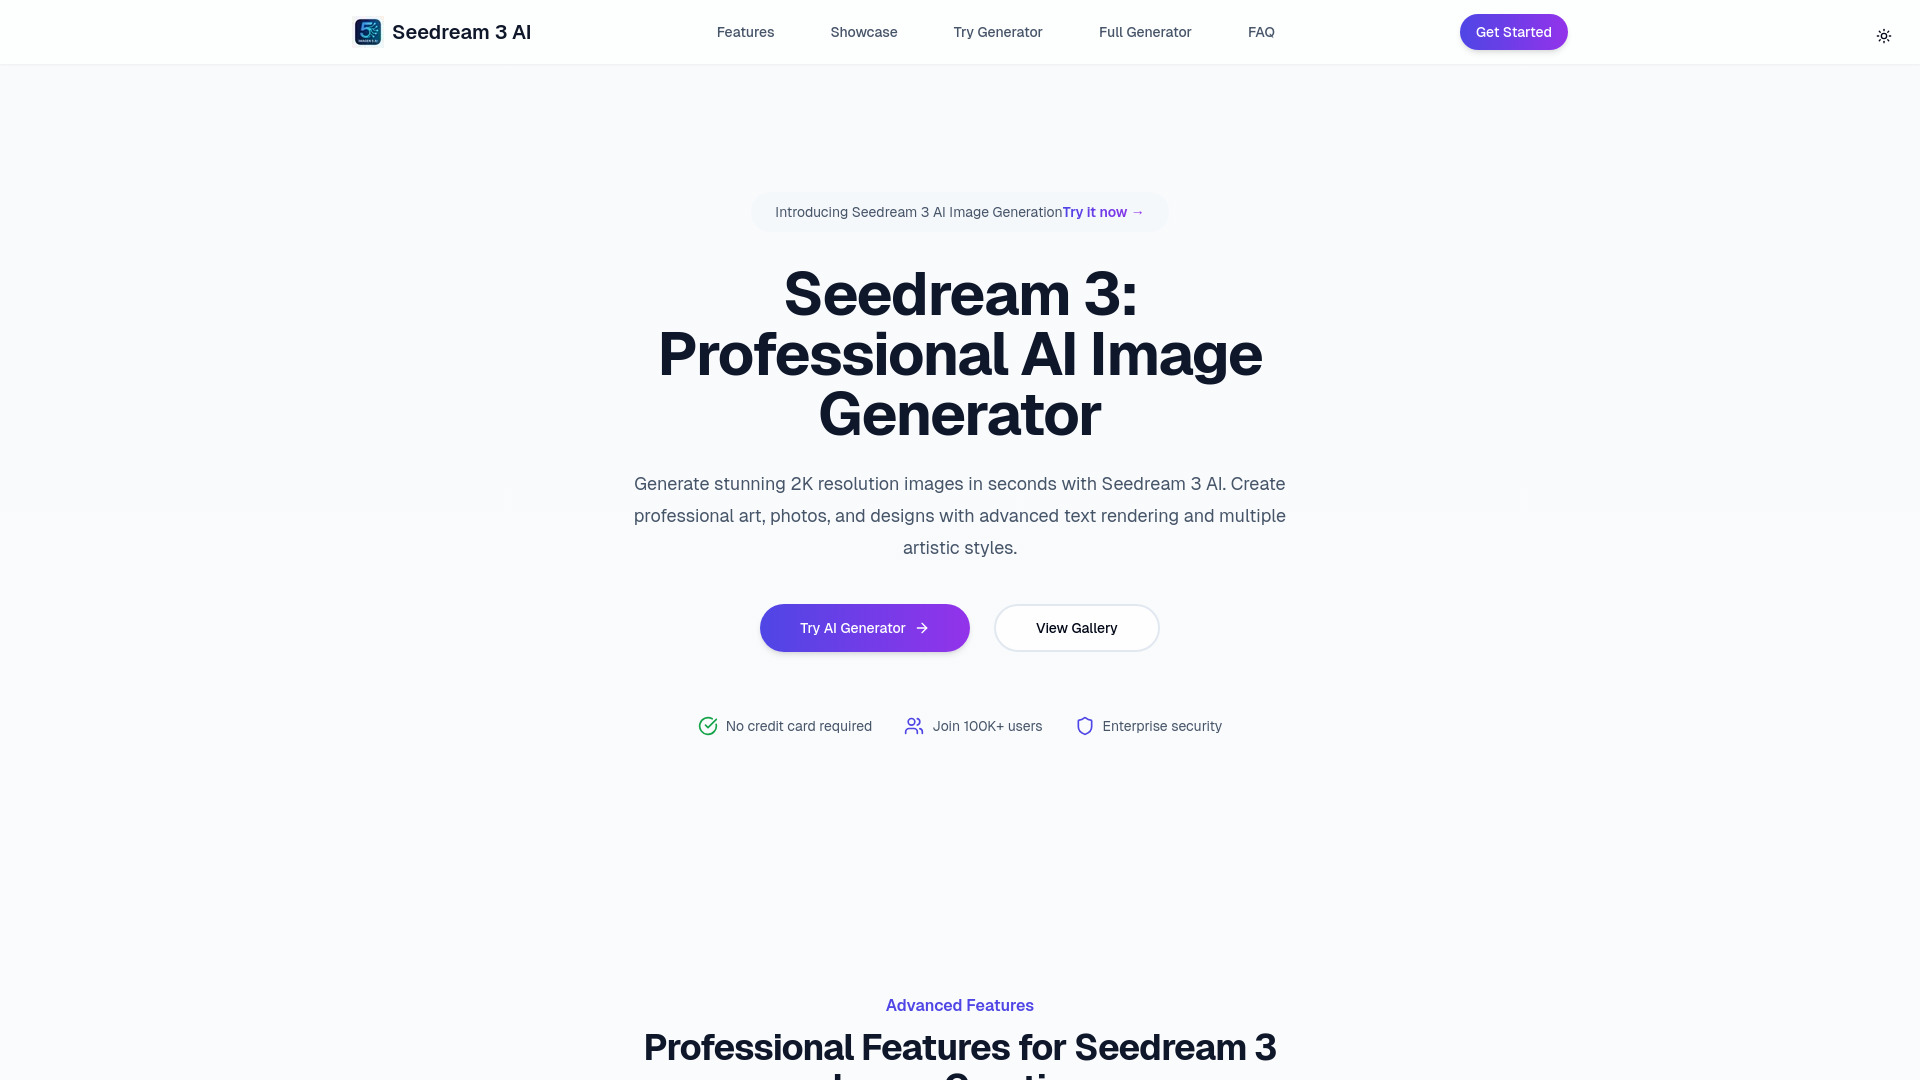 Seedream 3 AI
Features
Showcase
Try Generator
Full Generator
FAQ
Get Started
Introducing Seedream 3 AI Image GenerationTry it now →
Seedream 3:
Professional AI Image
Generator
Generate stunning 2K resolution images in seconds with Seedream 3 AI. Create
professional art, photos, and designs with advanced text rendering and multiple
artistic styles.
Try AI Generator →
View Gallery
No credit card required
Join 100K+ users
Enterprise security
Advanced Features
Professional Features for Seedream 3